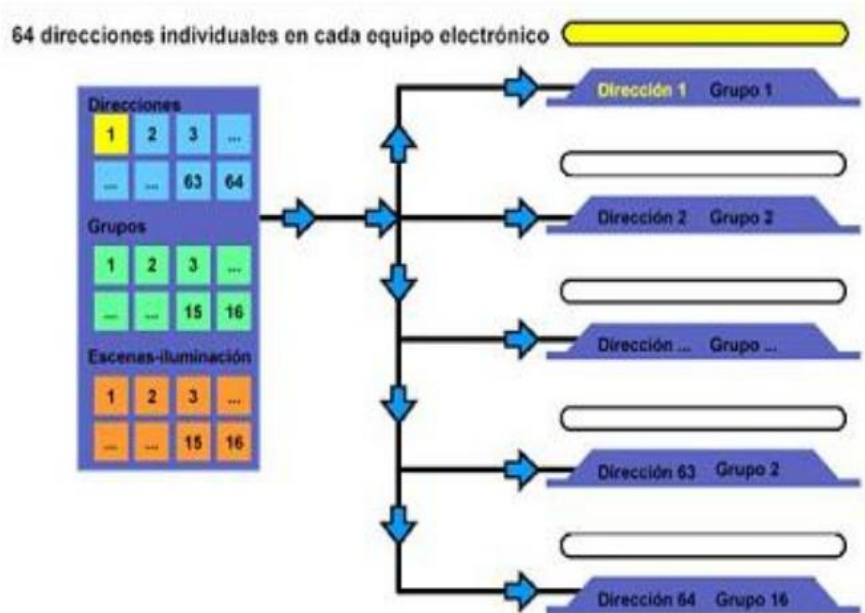 64 direcciones individuales en cada equipo electrónico
Direcciones
1 2 3 ...
... ... 63 64
Grupos
1 2 3 ...
... ... 15 16
Escenas-iluminación
1 2 3 ...
... ... 15 16
Dirección 1 Grupo 1
Dirección 2 Grupo 2
Dirección ... Grupo ...
Dirección 63 Grupo 2
Dirección 64 Grupo 16